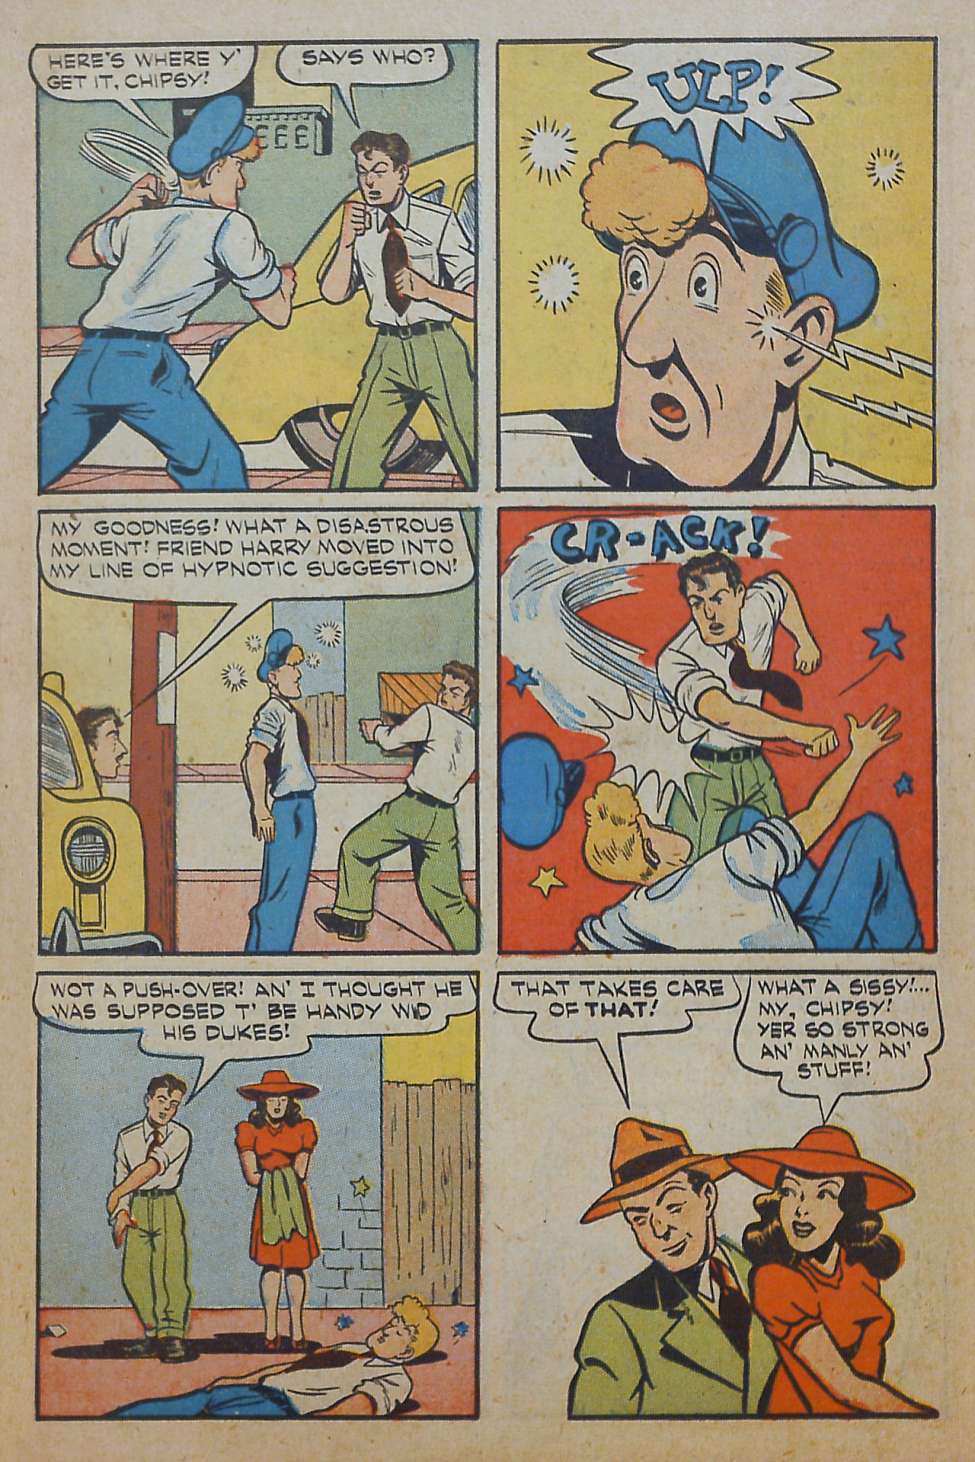 HERE'S WHERE Y'
GET IT, CHIPSY!
SAYS WHO?
ULP!
MY GOODNESS! WHAT A DISASTROUS
MOMENT! FRIEND HARRY MOVED INTO
MY LINE OF HYPNOTIC SUGGESTION!
CR-ACK!
WOT A PUSH-OVER! AN' I THOUGHT HE
WAS SUPPOSED T' BE HANDY WID
HIS DUKES!
THAT TAKES CARE
OF THAT!
WHAT A SISSY!...
MY, CHIPSY!
YER SO STRONG
AN' MANLY AN'
STUFF!